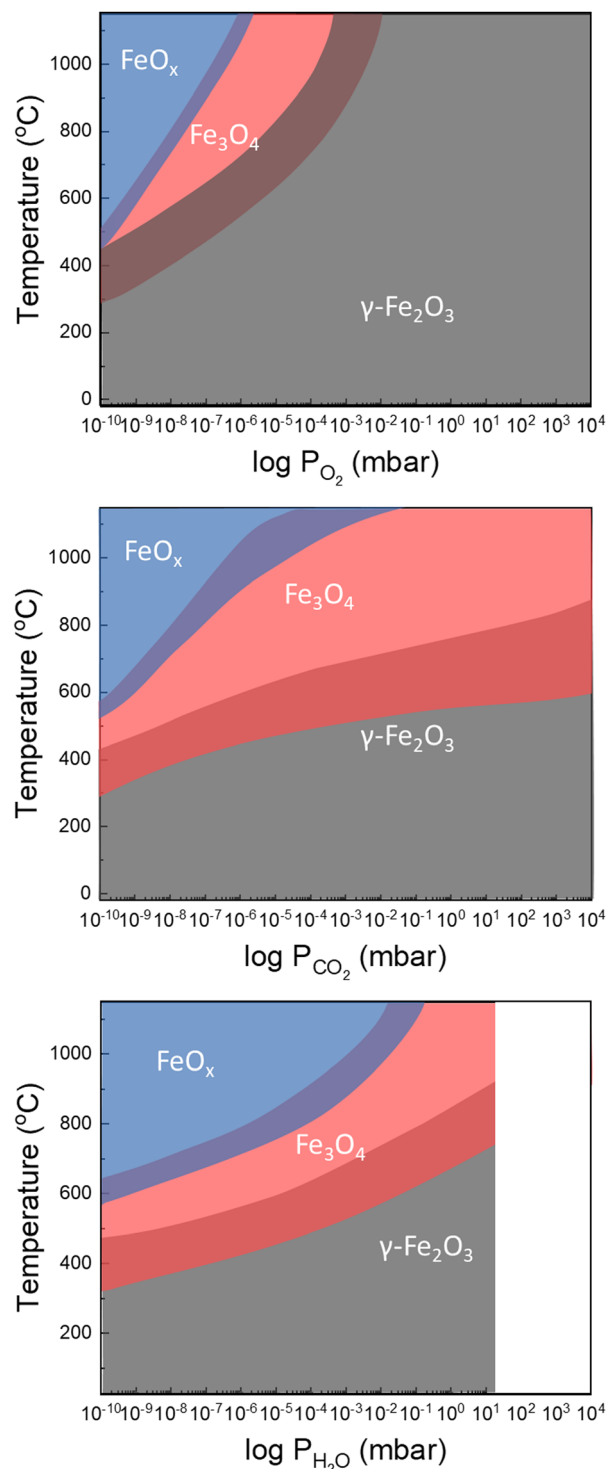 FeOₓ
Fe₃O₄
γ-Fe₂O₃
Temperature (°C)
1000
800
600
400
200
0
10⁻¹⁰ 10⁻⁹ 10⁻⁸ 10⁻⁷ 10⁻⁶ 10⁻⁵ 10⁻⁴ 10⁻³ 10⁻² 10⁻¹ 10⁰ 10¹ 10² 10³ 10⁴
log P_O₂ (mbar)
FeOₓ
Fe₃O₄
γ-Fe₂O₃
Temperature (°C)
1000
800
600
400
200
0
10⁻¹⁰ 10⁻⁹ 10⁻⁸ 10⁻⁷ 10⁻⁶ 10⁻⁵ 10⁻⁴ 10⁻³ 10⁻² 10⁻¹ 10⁰ 10¹ 10² 10³ 10⁴
log P_CO₂ (mbar)
FeOₓ
Fe₃O₄
γ-Fe₂O₃
Temperature (°C)
1000
800
600
400
200
10⁻¹⁰ 10⁻⁹ 10⁻⁸ 10⁻⁷ 10⁻⁶ 10⁻⁵ 10⁻⁴ 10⁻³ 10⁻² 10⁻¹ 10⁰ 10¹ 10² 10³ 10⁴
log P_H₂O (mbar)